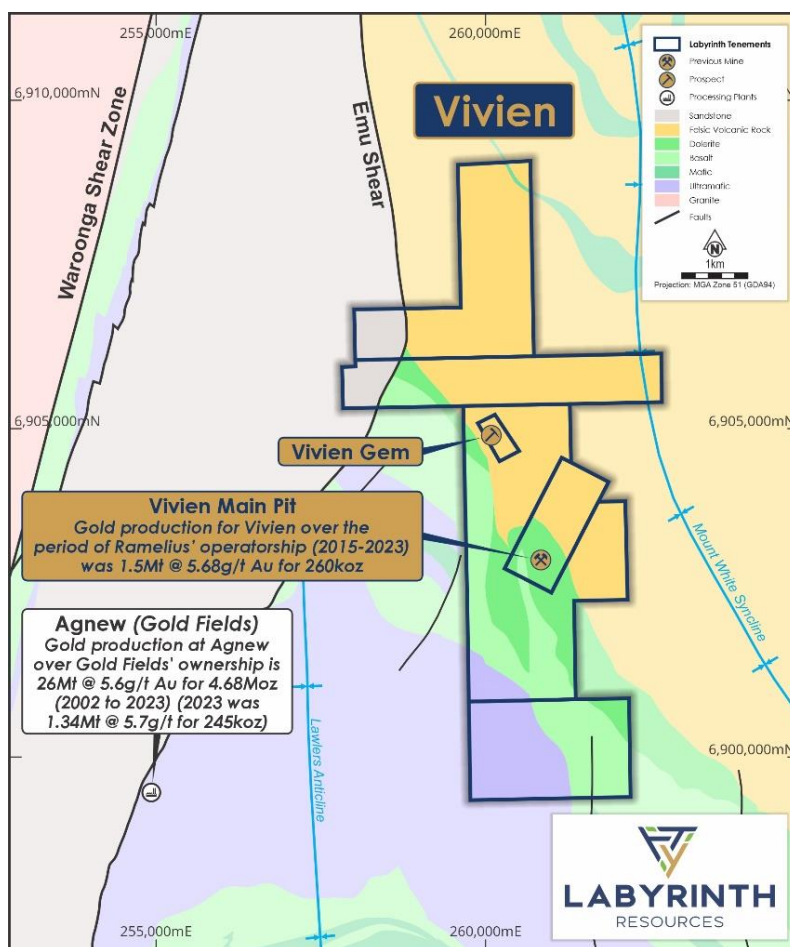 255,000mE
260,000mE
6,910,000mN
Waroonga Shear Zone
Emu Shear
Vivien
Labyrinth Tenements
Previous Mine
Prospect
Processing Plants
Sandstone
Felsic Volcanic Rock
Dolerite
Basalt
Mafic
Ultramafic
Granite
Faults
N
1km
Projection: MGA Zone 51 (GDA94)
6,905,000mN
6,905,000mN
Vivien Gem
Vivien Main Pit
Gold production for Vivien over the
period of Ramelius' operatorship (2015-2023)
was 1.5Mt @ 5.68g/t Au for 260koz
Mount White Syncline
Agnew (Gold Fields)
Gold production at Agnew
over Gold Fields' ownership is
26Mt @ 5.6g/t Au for 4.68Moz
(2002 to 2023) (2023 was
1.34Mt @ 5.7g/t for 245koz)
Lawlers Anticline
6,900,000mN
LABYRINTH
RESOURCES
255,000mE
260,000mE